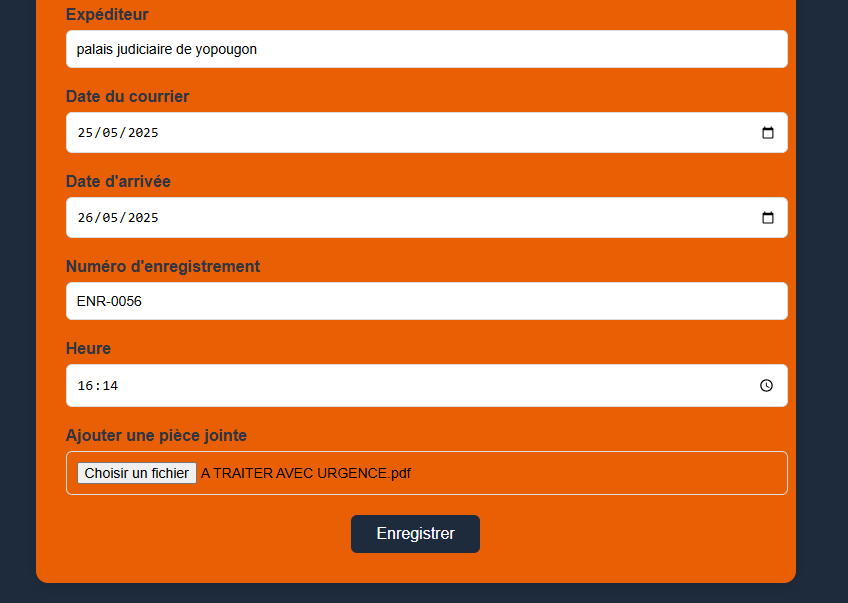 Expéditeur
palais judiciaire de yopougon
Date du courrier
25/05/2025
Date d'arrivée
26/05/2025
Numéro d'enregistrement
ENR-0056
Heure
16:14
Ajouter une pièce jointe
Choisir un fichier A TRAITER AVEC URGENCE.pdf
Enregistrer